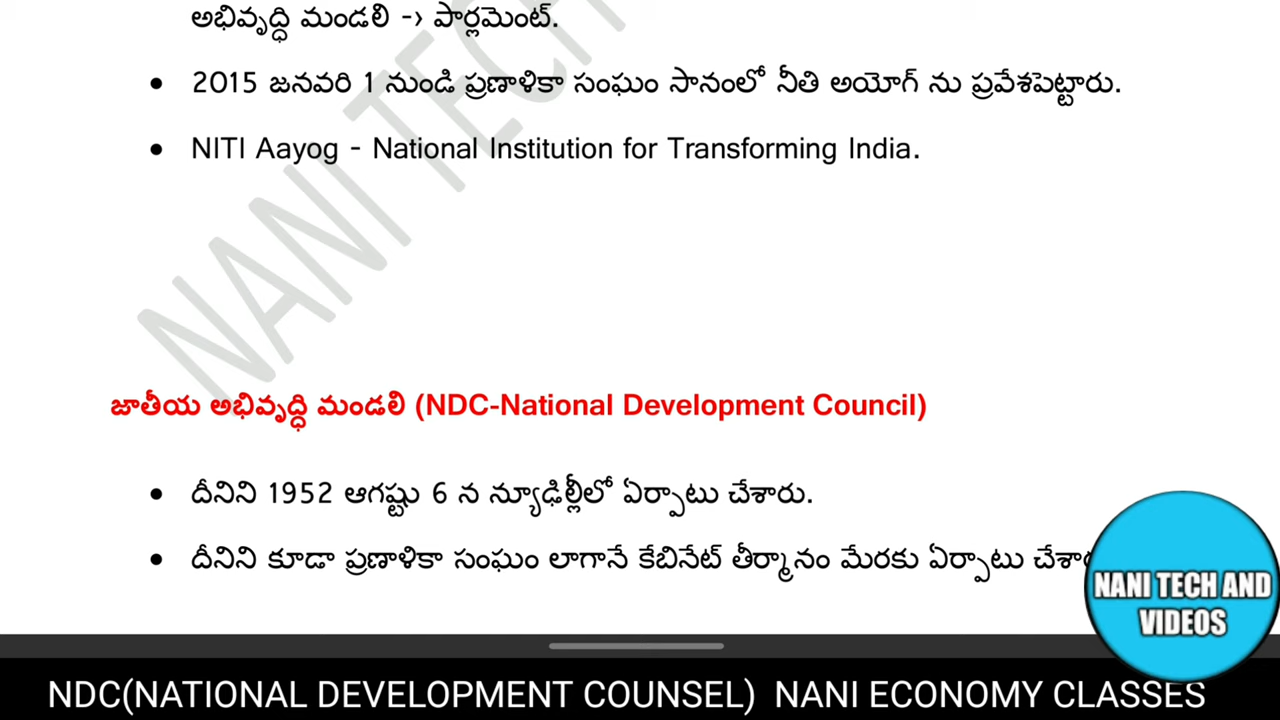 అభివృద్ధి మండలి -> పార్లమెంట్.
• 2015 జనవరి 1 నుండి ప్రణాళికా సంఘం సానంలో నీతి అయోగ్ ను ప్రవేశపెట్టారు.
• NITI Aayog - National Institution for Transforming India.
NANI TECH
జాతీయ అభివృద్ధి మండలి (NDC-National Development Council)
• దీనిని 1952 ఆగష్టు 6 న న్యూఢిల్లీలో ఏర్పాటు చేశారు.
• దీనిని కూడా ప్రణాళికా సంఘం లాగానే కేబినేట్ తీర్మానం మేరకు ఏర్పాటు
NANI TECH AND
VIDEOS
NDC(NATIONAL DEVELOPMENT COUNSEL) NANI ECONOMY CLASSES